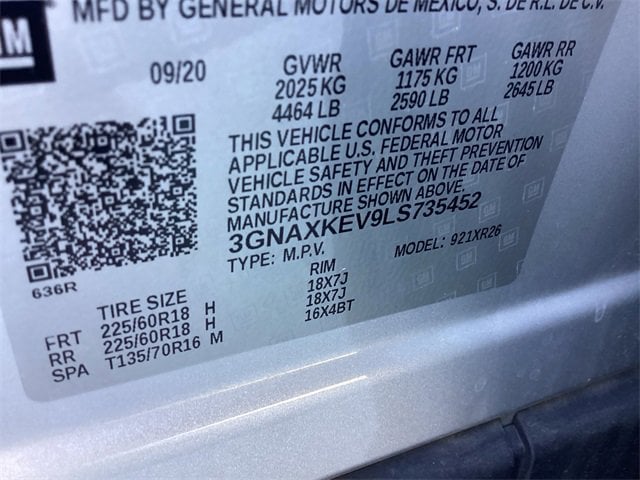 MFD BY GENERAL MOTORS DE MEXICO, S. DE R.L. DE C.V.
GM
09/20 GVWR GAWR FRT GAWR RR
2025 KG 1175 KG 1200 KG
4464 LB 2590 LB 2645 LB
THIS VEHICLE CONFORMS TO ALL
APPLICABLE U.S. FEDERAL MOTOR
VEHICLE SAFETY AND THEFT PREVENTION
STANDARDS IN EFFECT ON THE DATE OF
MANUFACTURE SHOWN ABOVE.
3GNAXKEV9LS735452
TYPE: M.P.V. MODEL: 921XR26
636R
TIRE SIZE RIM
FRT 225/60R18 H 18X7J
RR 225/60R18 H 18X7J
SPA T135/70R16 M 16X4BT